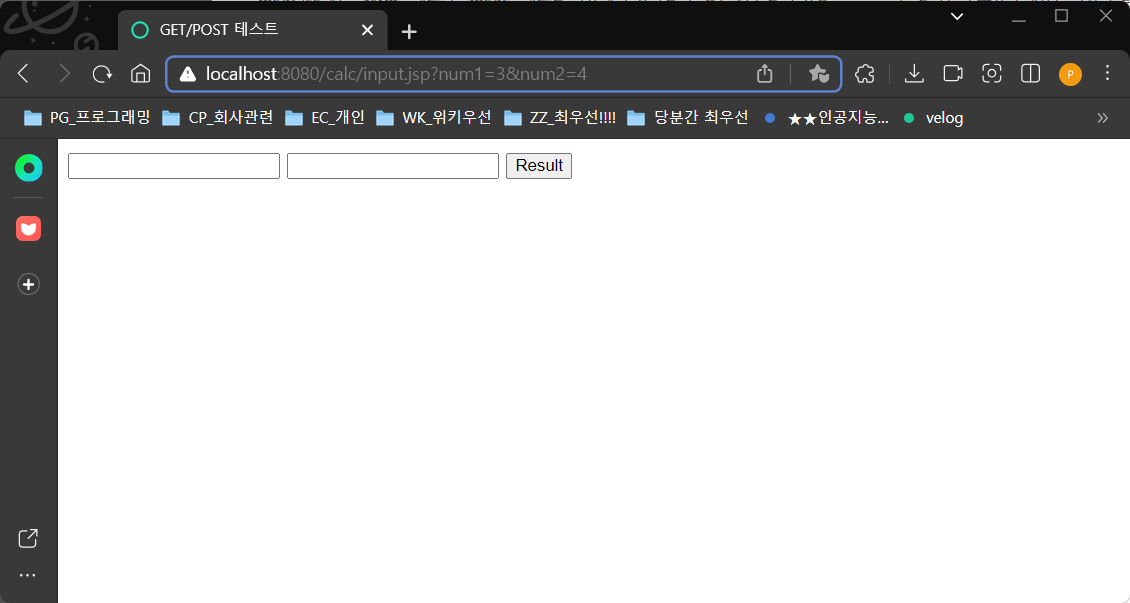 GET/POST 테스트
localhost:8080/calc/input.jsp?num1=3&num2=4
P
PG_프로그래밍 CP_회사관련 EC_개인 WK_위키우선 ZZ_최우선!!!! 당분간 최우선 ★★인공지능... velog
Result